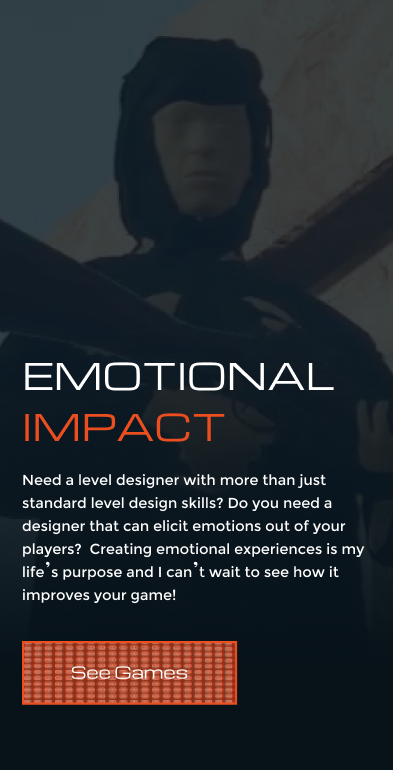 EMOTIONAL
IMPACT
Need a level designer with more than just
standard level design skills? Do you need a
designer that can elicit emotions out of your
players?  Creating emotional experiences is my
life’s purpose and I can’t wait to see how it
improves your game!
See Games